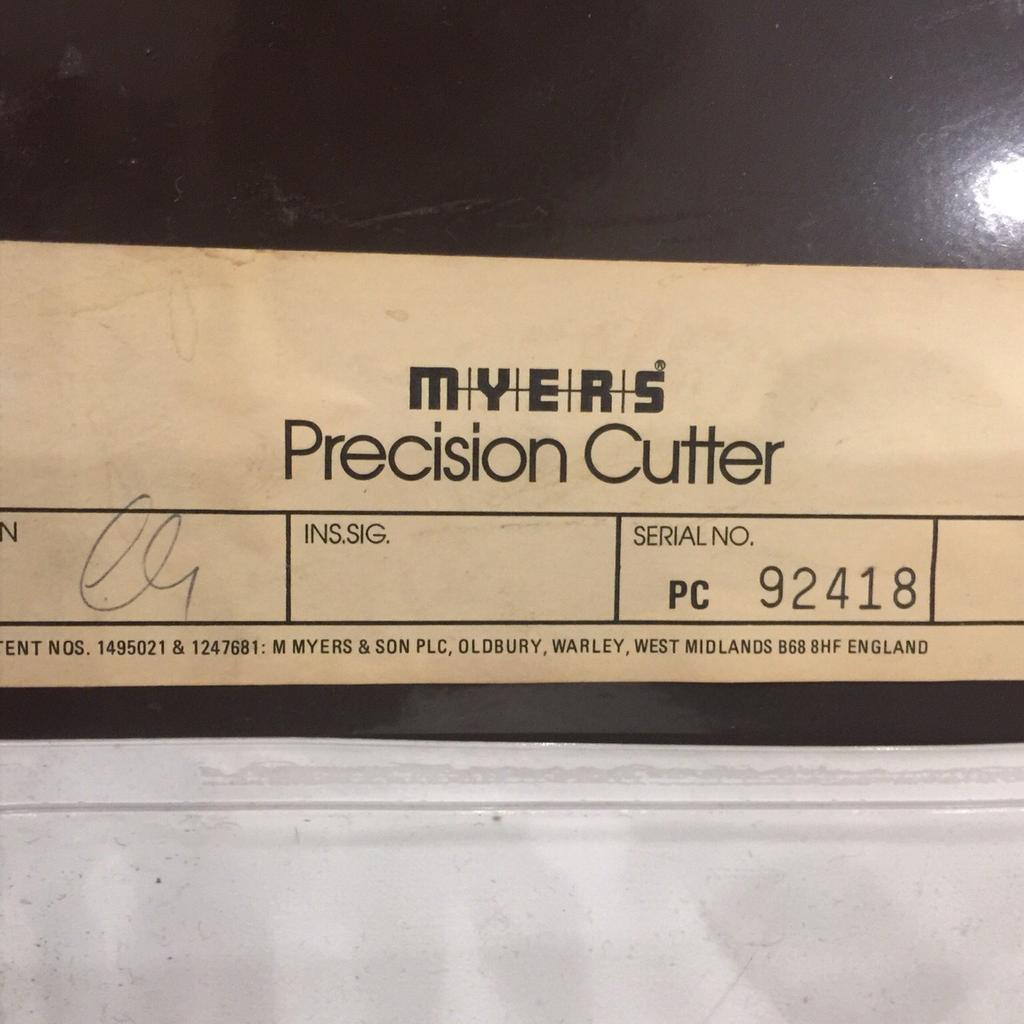 MYERS®
Precision Cutter
N INS.SIG. SERIAL NO.
PC 92418
TENT NOS. 1495021 & 1247681: M MYERS & SON PLC, OLDBURY, WARLEY, WEST MIDLANDS B68 8HF ENGLAND